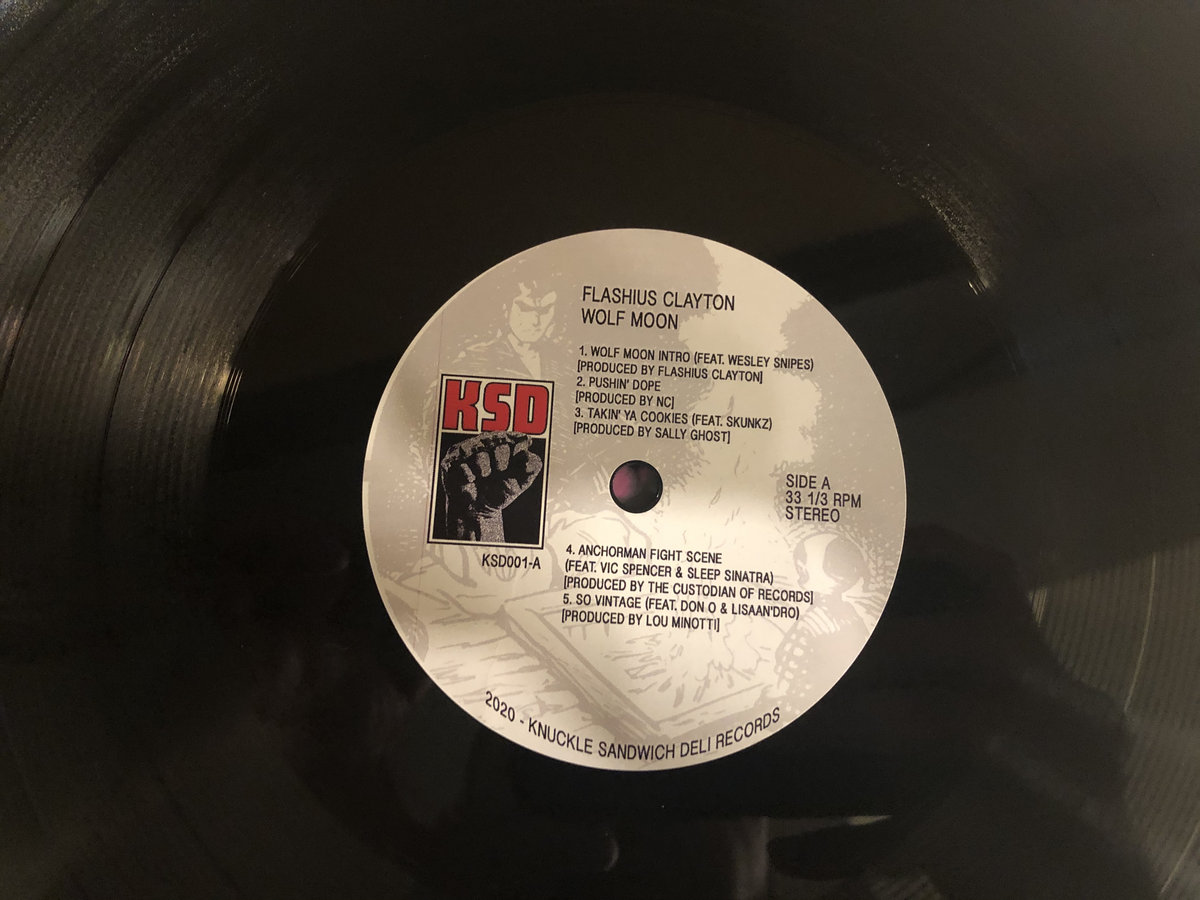 FLASHIUS CLAYTON
WOLF MOON
1. WOLF MOON INTRO (FEAT. WESLEY SNIPES)
[PRODUCED BY FLASHIUS CLAYTON]
2. PUSHIN' DOPE
[PRODUCED BY NC]
3. TAKIN' YA COOKIES (FEAT. SKUNKZ)
[PRODUCED BY SALLY GHOST]
KSD
KSD001-A
SIDE A
33 1/3 RPM
STEREO
4. ANCHORMAN FIGHT SCENE
(FEAT. VIC SPENCER & SLEEP SINATRA)
[PRODUCED BY THE CUSTODIAN OF RECORDS]
5. SO VINTAGE (FEAT. DON O & LISAAN'DRO)
[PRODUCED BY LOU MINOTTI]
2020 - KNUCKLE SANDWICH DELI RECORDS